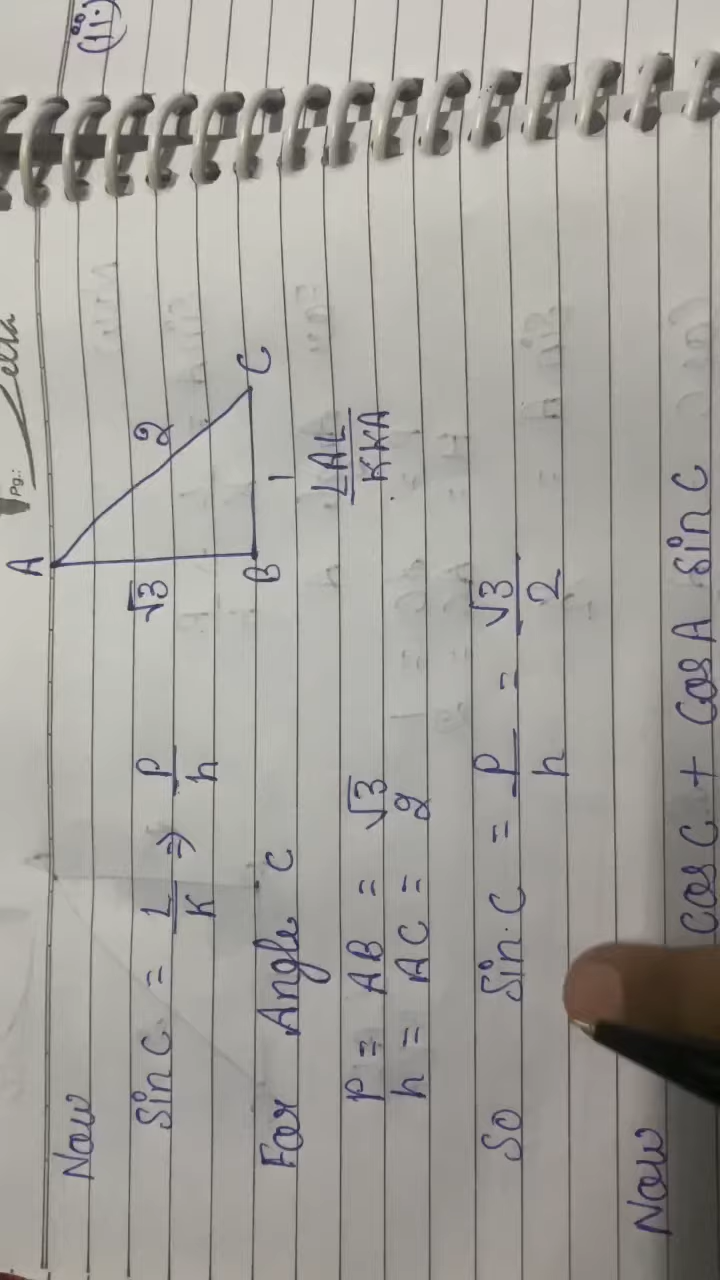 Pg.:
(ii)
Now
A
√3
2
B
1
C
Sin C = L/K ⇒ P/h
LAL/KKA
For Angle C
P = AB = √3
h = AC = 2
So Sin C = P/h = √3/2
Now
cos C + cos A sin C